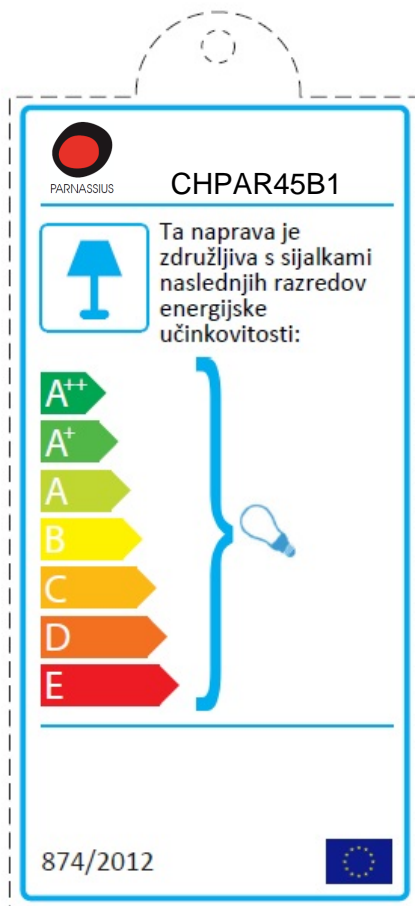 PARNASSIUS
CHPAR45B1
Ta naprava je
združljiva s sijalkami
naslednjih razredov
energijske
učinkovitosti:
A++
A+
A
B
C
D
E
874/2012